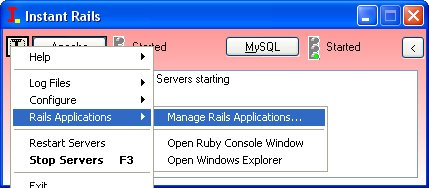 Instant Rails
I Apache Started MySQL Started <
Help
Servers starting
Log Files
Configure
Rails Applications
Manage Rails Applications...
Restart Servers
Open Ruby Console Window
Stop Servers F3
Open Windows Explorer
Exit